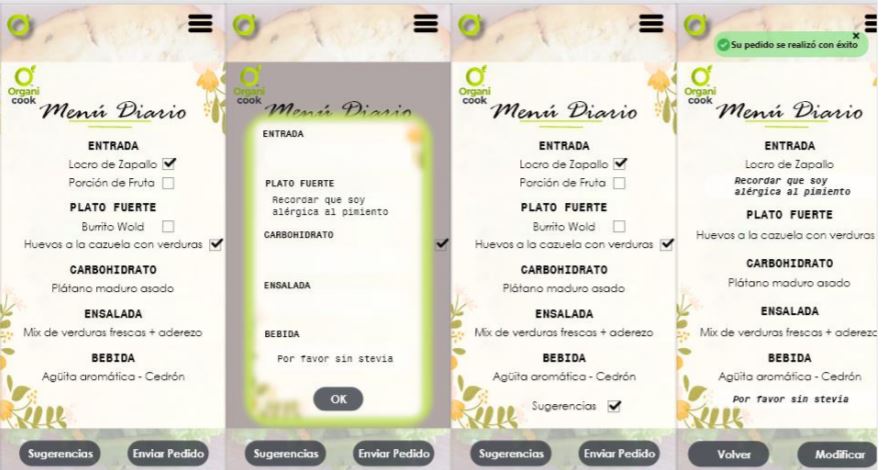 Organi
cook
Menú Diario
ENTRADA
Locro de Zapallo
Porción de Fruta
PLATO FUERTE
Burrito Wold
Huevos a la cazuela con verduras
CARBOHIDRATO
Plátano maduro asado
ENSALADA
Mix de verduras frescas + aderezo
BEBIDA
Agüita aromática - Cedrón
Sugerencias
Enviar Pedido
Organi
cook
Menú Diario
ENTRADA
PLATO FUERTE
Recordar que soy
alérgica al pimiento
CARBOHIDRATO
ENSALADA
BEBIDA
Por favor sin stevia
OK
Sugerencias
Enviar Pedido
Organi
cook
Menú Diario
ENTRADA
Locro de Zapallo
Porción de Fruta
PLATO FUERTE
Burrito Wold
Huevos a la cazuela con verduras
CARBOHIDRATO
Plátano maduro asado
ENSALADA
Mix de verduras frescas + aderezo
BEBIDA
Agüita aromática - Cedrón
Sugerencias
Sugerencias
Enviar Pedido
Su pedido se realizó con éxito
Organi
cook
Menú Diario
ENTRADA
Locro de Zapallo
Recordar que soy
alérgica al pimiento
PLATO FUERTE
Huevos a la cazuela con verduras
CARBOHIDRATO
Plátano maduro asado
ENSALADA
Mix de verduras frescas + aderezo
BEBIDA
Agüita aromática - Cedrón
Por favor sin stevia
Volver
Modificar